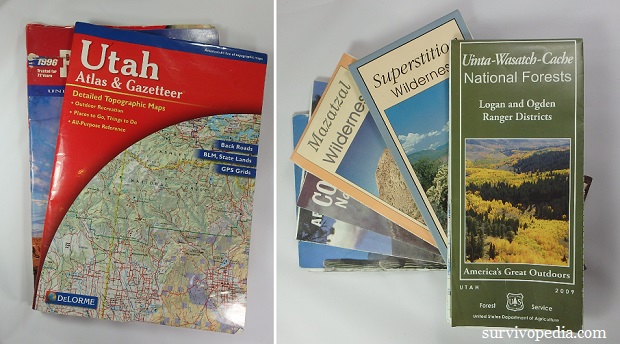 1996
Utah
Atlas & Gazetteer
Detailed Topographic Maps
• Outdoor Recreation
• Places to Go, Things to Do
• All-Purpose Reference
Back Roads
BLM, State Lands
GPS Grids
DELORME
Mazatzal
Wilderness
Superstition
Wilderness
Uinta-Wasatch-Cache
National Forests
Logan and Ogden
Ranger Districts
America's Great Outdoors
UTAH 2009
Forest Service
United States Department of Agriculture
survivopedia.com